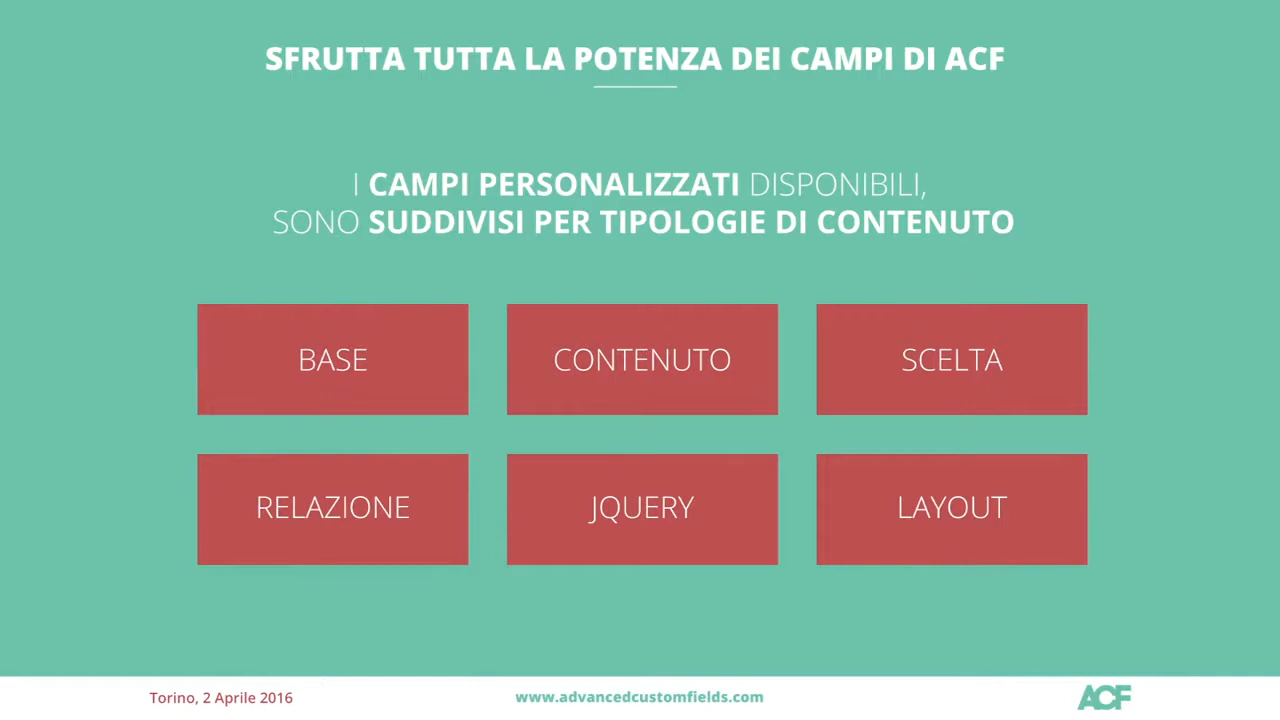 SFRUTTA TUTTA LA POTENZA DEI CAMPI DI ACF
I CAMPI PERSONALIZZATI DISPONIBILI,
SONO SUDDIVISI PER TIPOLOGIE DI CONTENUTO
BASE
CONTENUTO
SCELTA
RELAZIONE
JQUERY
LAYOUT
Torino, 2 Aprile 2016
www.advancedcustomfields.com
ACF